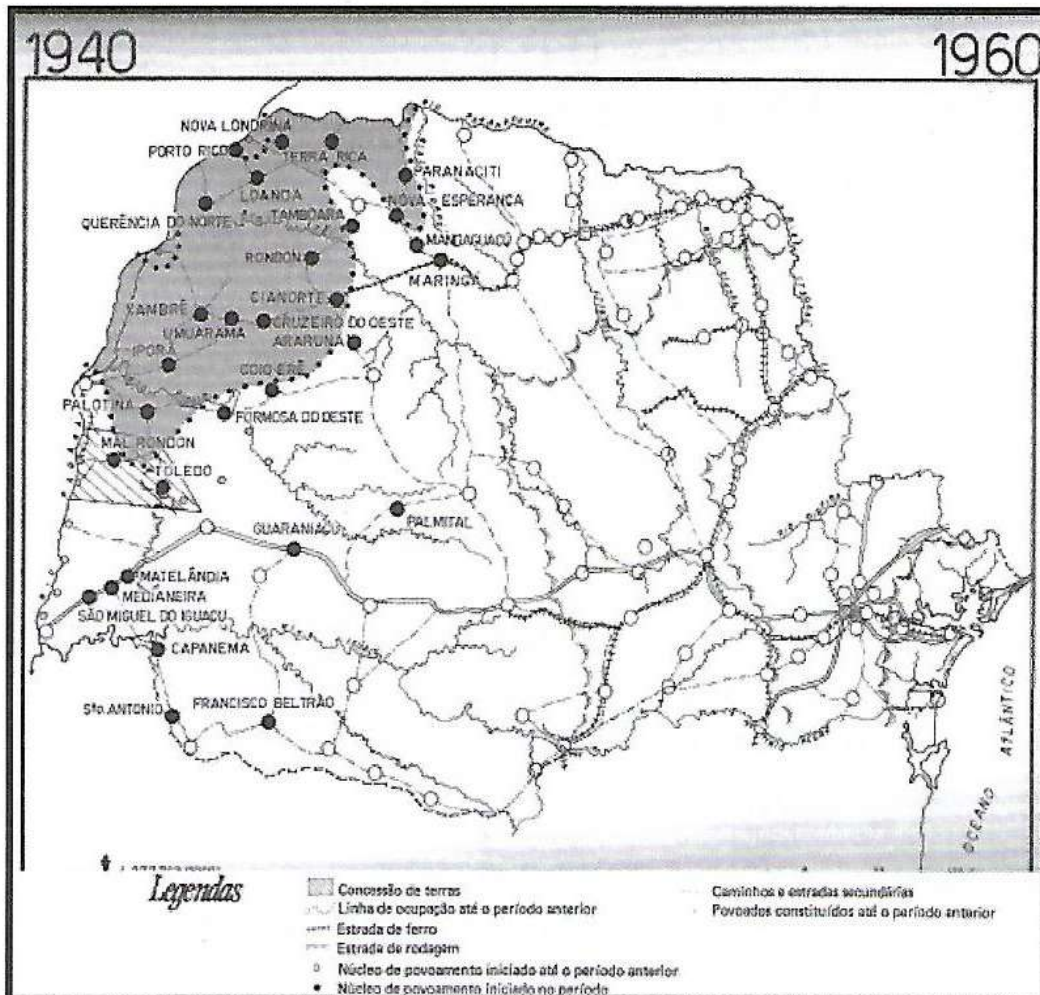 1940
1960
NOVA LONDRINA
PORTO RICO
TERRA RICA
PARANACITI
LOANDA
NOVA ESPERANÇA
QUERÊNCIA DO NORTE
TAMBOARA
MANDAGUAÇÚ
RONDON
MARINGÁ
CIANORTE
XAMBRÊ
CRUZEIRO DO OESTE
UMUARAMA
ARARUNA
IPORÃ
GOIO-ERÊ
PALOTINA
FORMOSA DO OESTE
MAL. RONDON
TOLEDO
PALMITAL
GUARANIAÇU
MATELÂNDIA
MEDIANEIRA
SÃO MIGUEL DO IGUAÇU
CAPANEMA
Stº ANTONIO
FRANCISCO BELTRÃO
OCEANO ATLÂNTICO
Legendas
Concessão de terras
Linha de ocupação até o período anterior
Estrada de ferro
Estrada de rodagem
Núcleo de povoamento iniciado até o período anterior
Núcleo de povoamento iniciado no período
Caminhos e estradas secundárias
Povoados constituídos até o período anterior